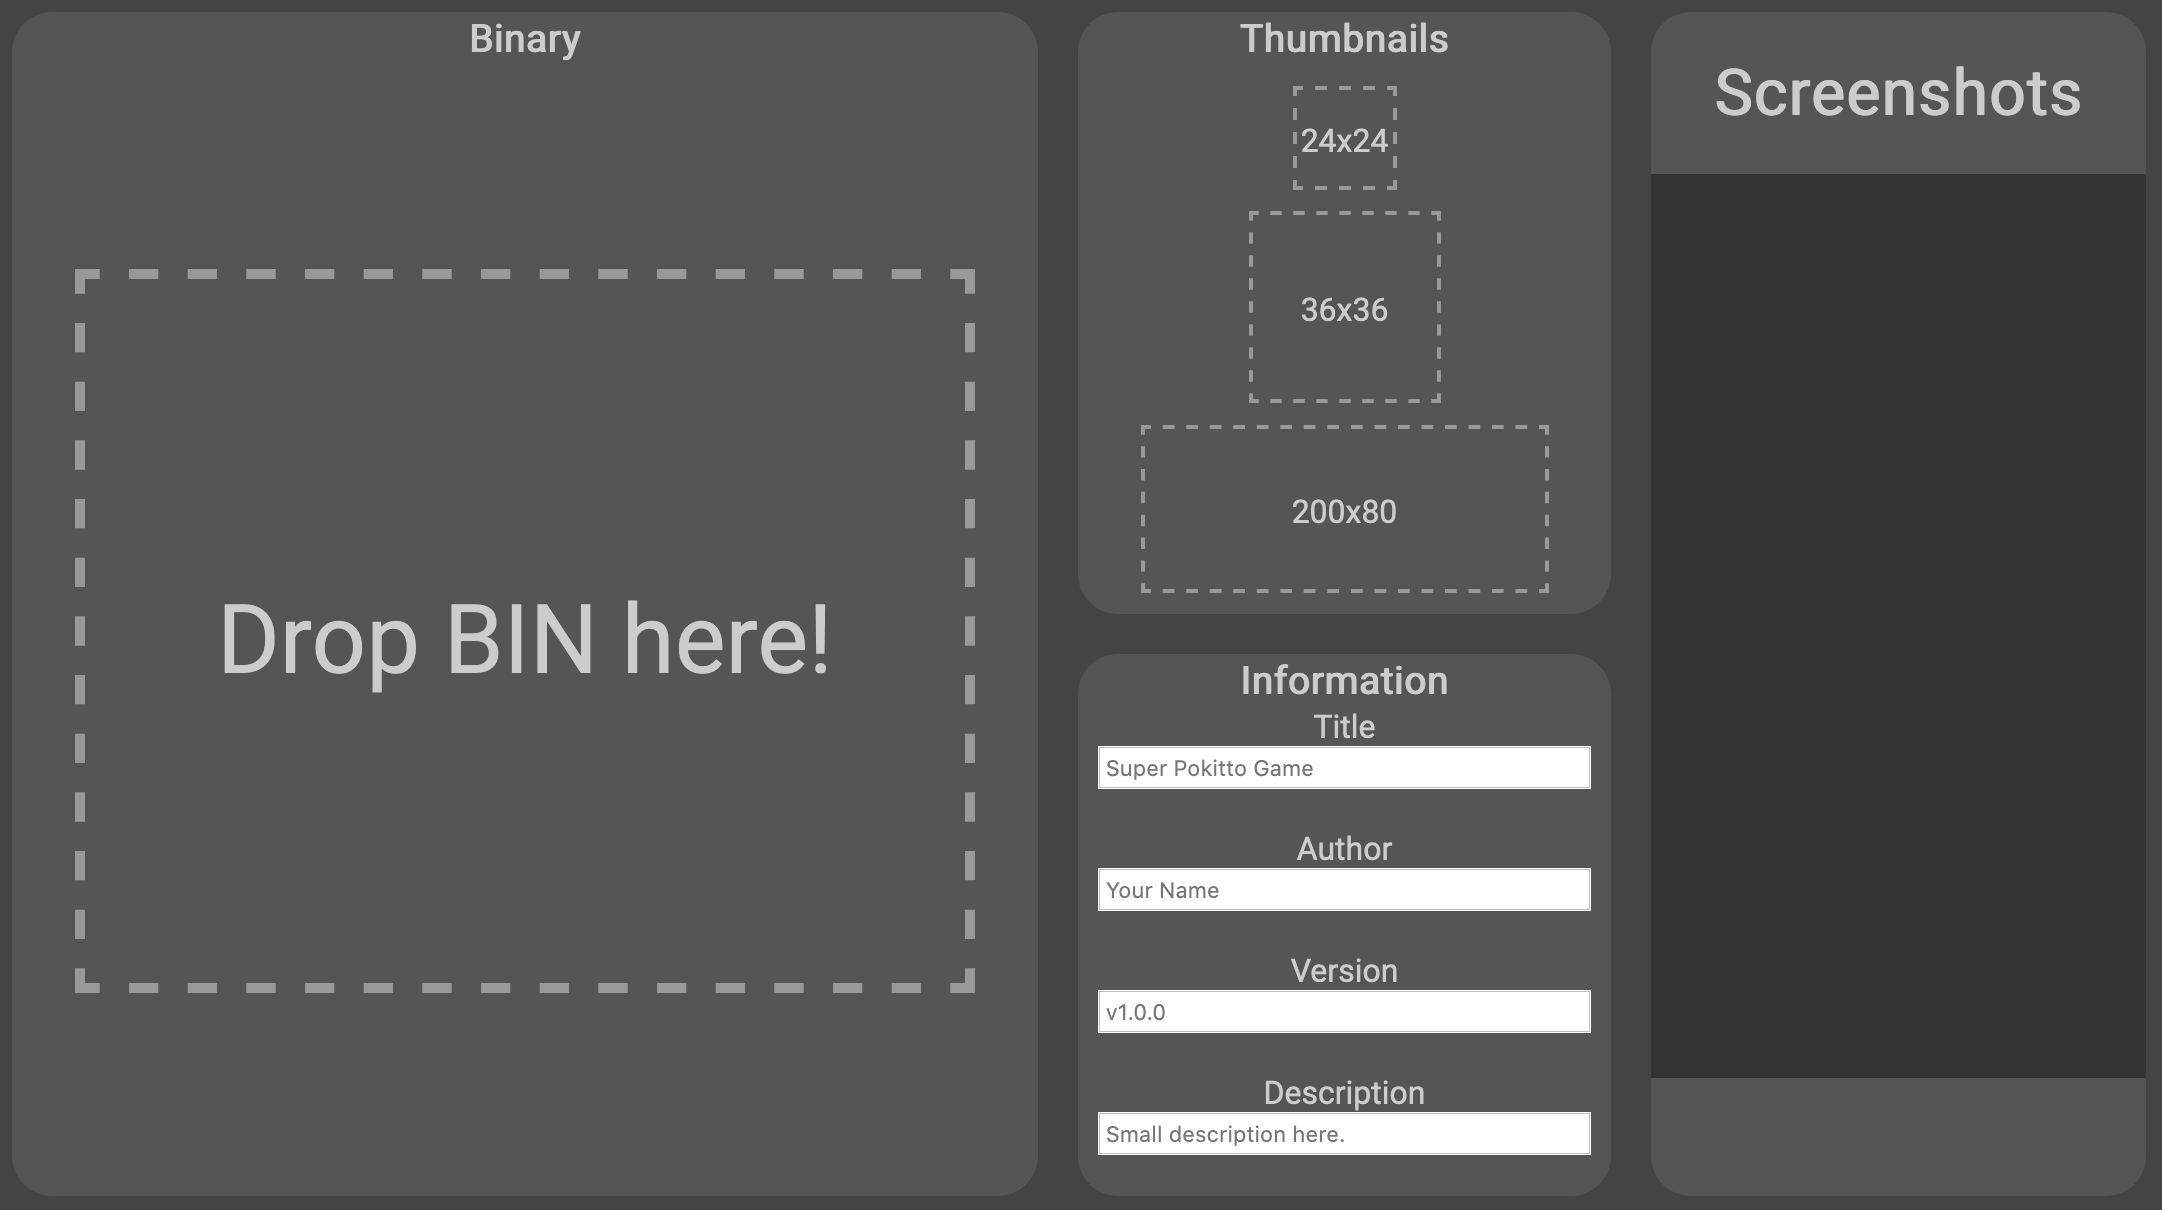 Binary
Drop BIN here!
Thumbnails
24x24
36x36
200x80
Information
Title
Super Pokitto Game
Author
Your Name
Version
v1.0.0
Description
Small description here.
Screenshots